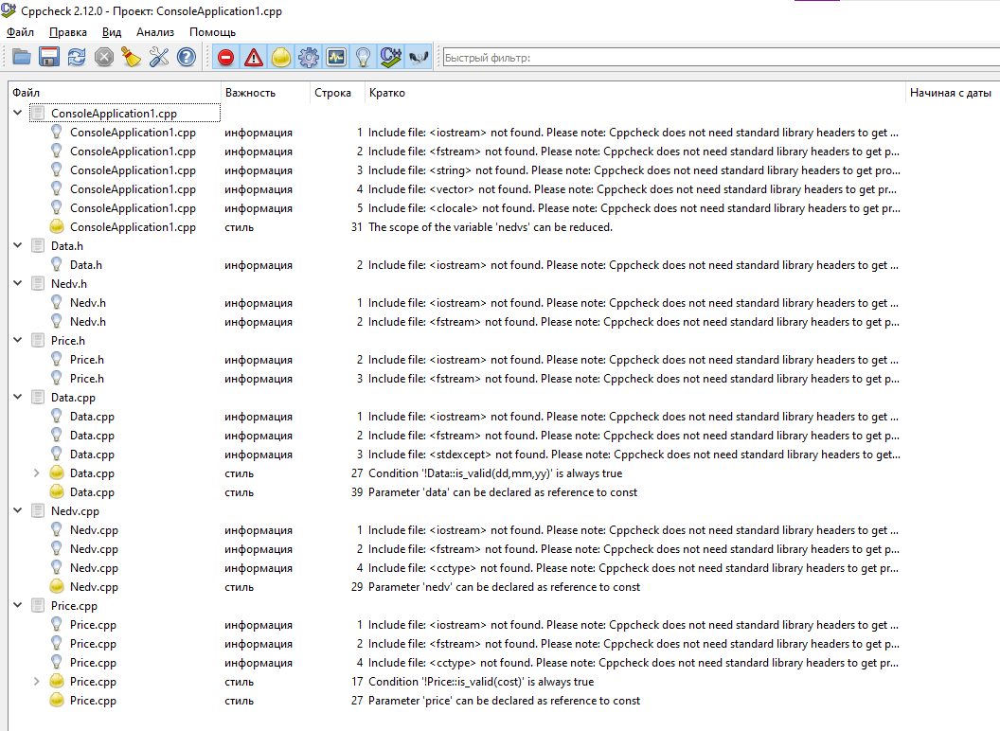 Cppcheck 2.12.0 - Проект: ConsoleApplication1.cpp
Файл Правка Вид Анализ Помощь
Быстрый фильтр:
Файл Важность Строка Кратко Начиная с даты
ConsoleApplication1.cpp
ConsoleApplication1.cpp информация 1 Include file: <iostream> not found. Please note: Cppcheck does not need standard library headers to get ...
ConsoleApplication1.cpp информация 2 Include file: <fstream> not found. Please note: Cppcheck does not need standard library headers to get p...
ConsoleApplication1.cpp информация 3 Include file: <string> not found. Please note: Cppcheck does not need standard library headers to get pro...
ConsoleApplication1.cpp информация 4 Include file: <vector> not found. Please note: Cppcheck does not need standard library headers to get pr...
ConsoleApplication1.cpp информация 5 Include file: <clocale> not found. Please note: Cppcheck does not need standard library headers to get pr...
ConsoleApplication1.cpp стиль 31 The scope of the variable 'nedvs' can be reduced.
Data.h
Data.h информация 2 Include file: <iostream> not found. Please note: Cppcheck does not need standard library headers to get ...
Nedv.h
Nedv.h информация 1 Include file: <iostream> not found. Please note: Cppcheck does not need standard library headers to get ...
Nedv.h информация 2 Include file: <fstream> not found. Please note: Cppcheck does not need standard library headers to get p...
Price.h
Price.h информация 2 Include file: <iostream> not found. Please note: Cppcheck does not need standard library headers to get ...
Price.h информация 3 Include file: <fstream> not found. Please note: Cppcheck does not need standard library headers to get p...
Data.cpp
Data.cpp информация 1 Include file: <iostream> not found. Please note: Cppcheck does not need standard library headers to get ...
Data.cpp информация 2 Include file: <fstream> not found. Please note: Cppcheck does not need standard library headers to get p...
Data.cpp информация 3 Include file: <stdexcept> not found. Please note: Cppcheck does not need standard library headers to get...
Data.cpp стиль 27 Condition '!Data::is_valid(dd,mm,yy)' is always true
Data.cpp стиль 39 Parameter 'data' can be declared as reference to const
Nedv.cpp
Nedv.cpp информация 1 Include file: <iostream> not found. Please note: Cppcheck does not need standard library headers to get ...
Nedv.cpp информация 2 Include file: <fstream> not found. Please note: Cppcheck does not need standard library headers to get p...
Nedv.cpp информация 4 Include file: <cctype> not found. Please note: Cppcheck does not need standard library headers to get pr...
Nedv.cpp стиль 29 Parameter 'nedv' can be declared as reference to const
Price.cpp
Price.cpp информация 1 Include file: <iostream> not found. Please note: Cppcheck does not need standard library headers to get ...
Price.cpp информация 2 Include file: <fstream> not found. Please note: Cppcheck does not need standard library headers to get p...
Price.cpp информация 4 Include file: <cctype> not found. Please note: Cppcheck does not need standard library headers to get pr...
Price.cpp стиль 17 Condition '!Price::is_valid(cost)' is always true
Price.cpp стиль 27 Parameter 'price' can be declared as reference to const